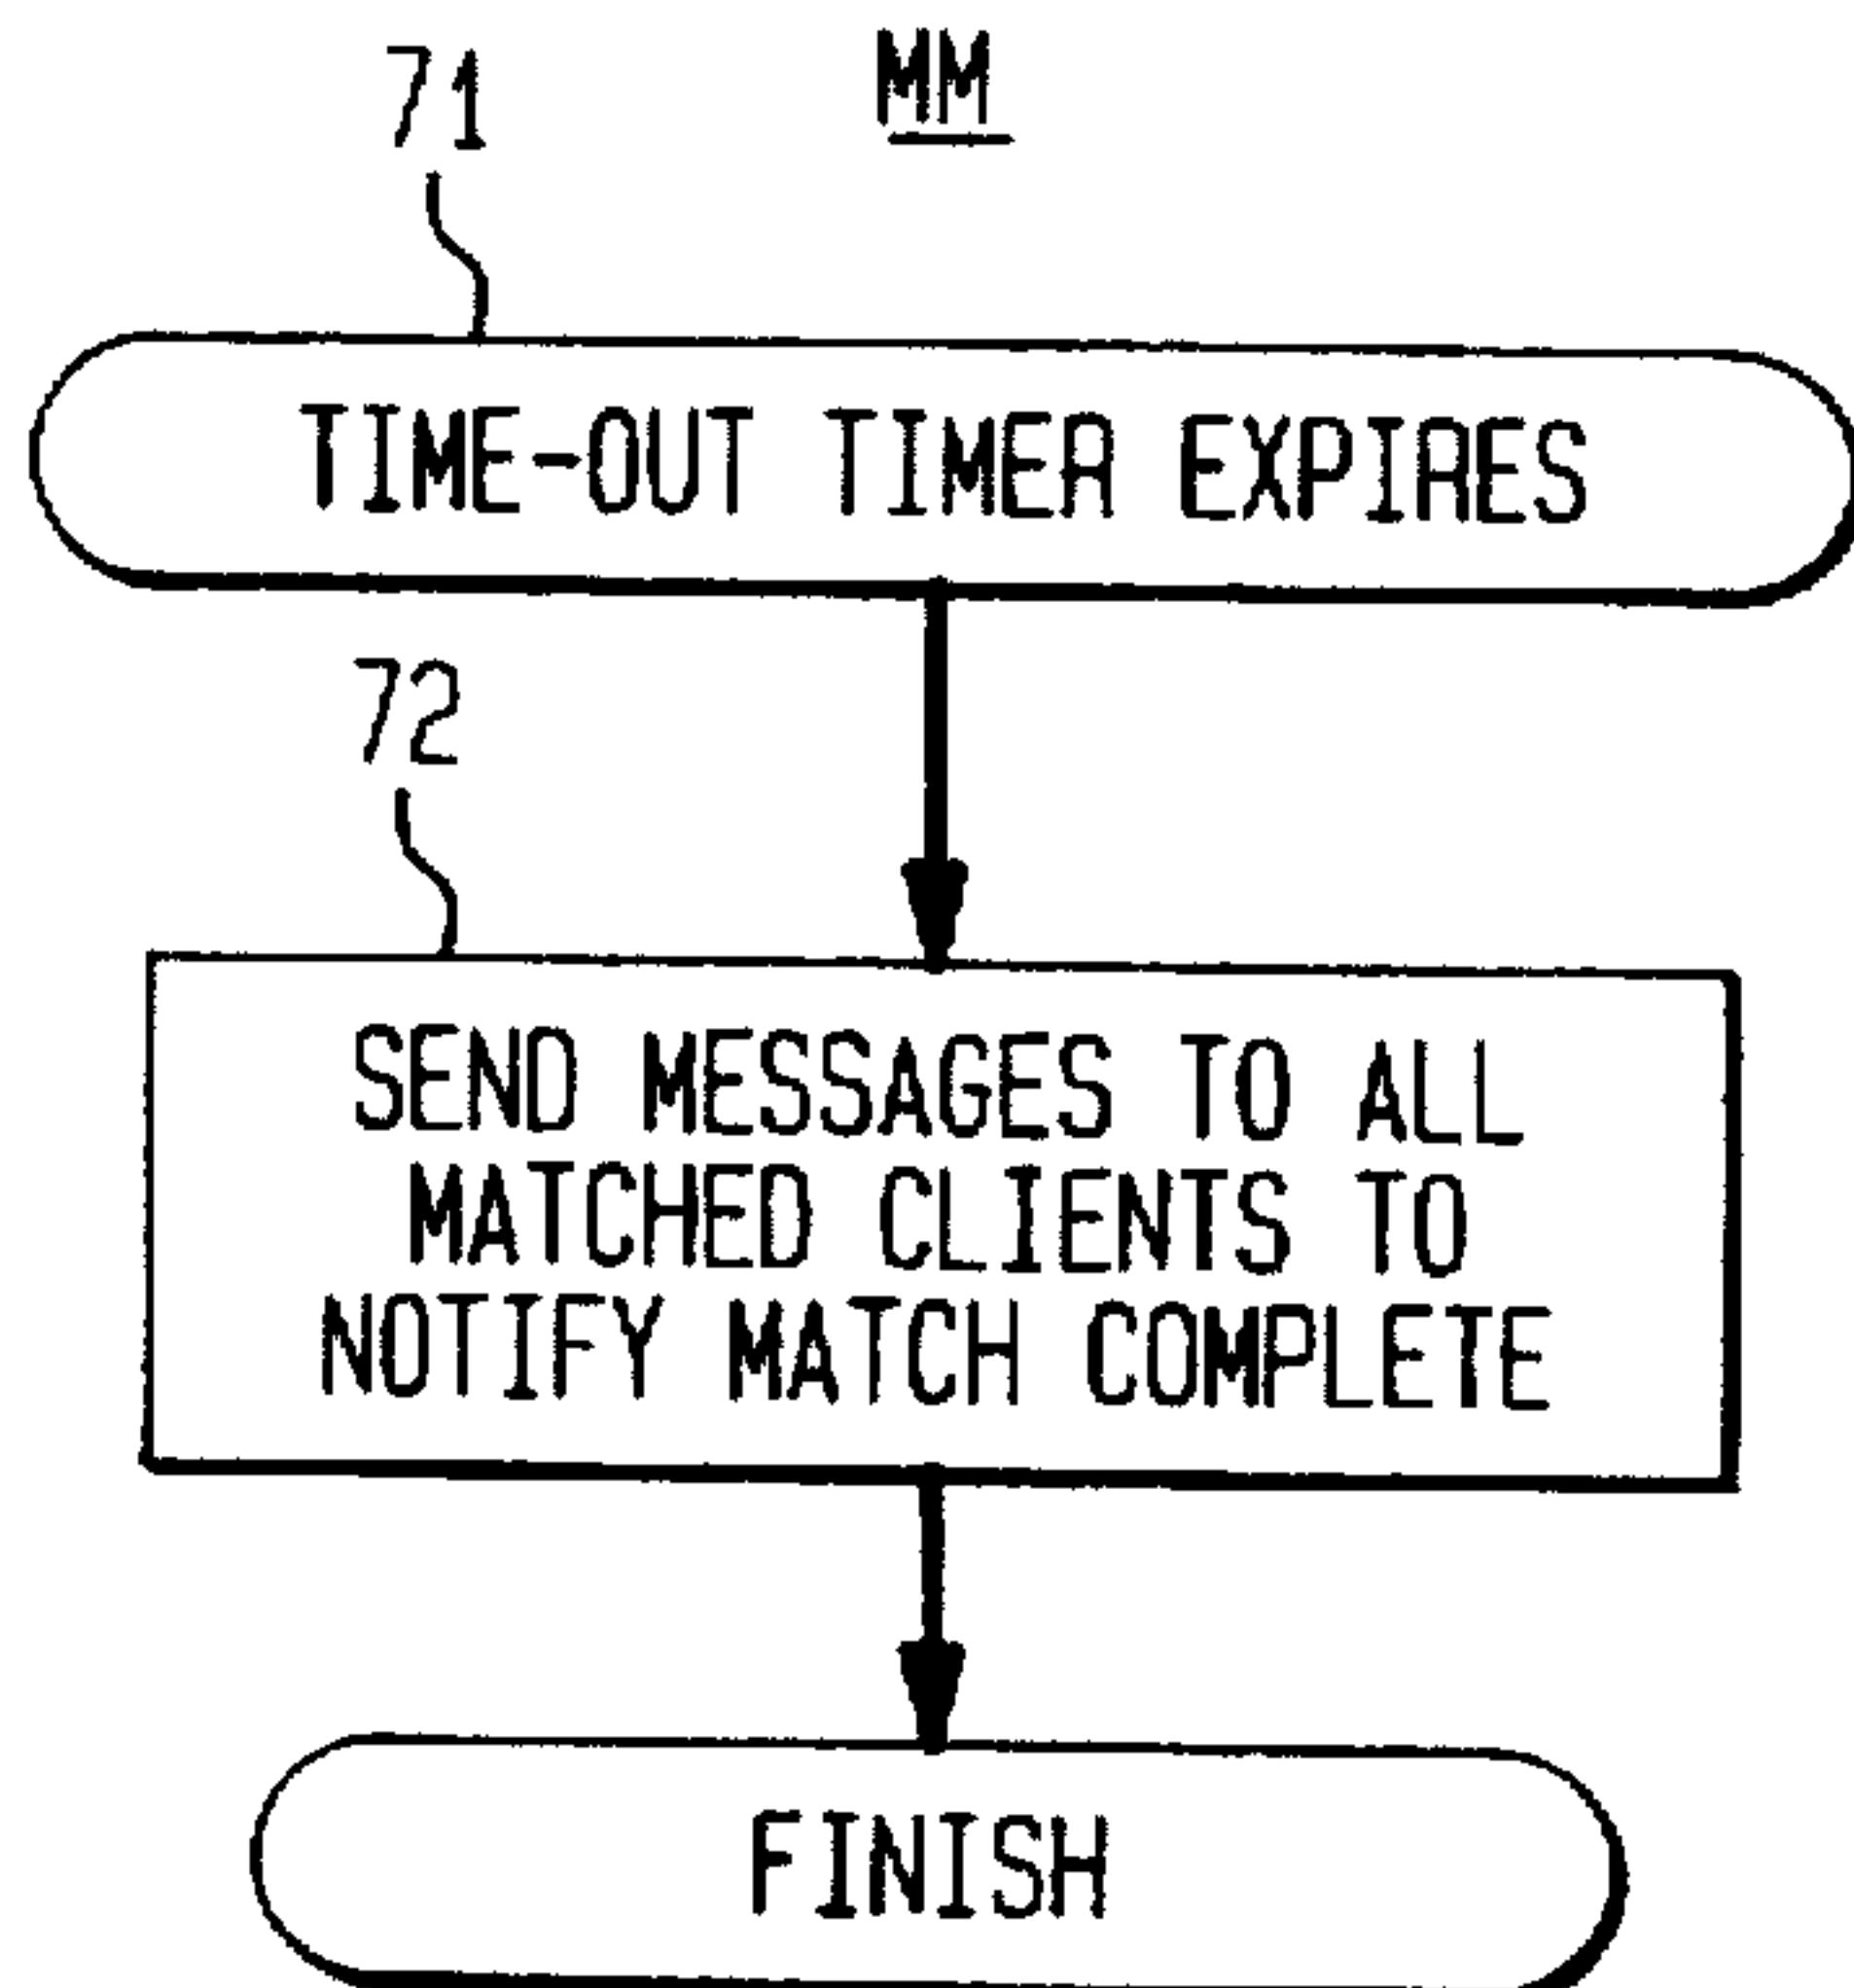 71
MM
TIME-OUT TIMER EXPIRES
72
SEND MESSAGES TO ALL
MATCHED CLIENTS TO
NOTIFY MATCH COMPLETE
FINISH